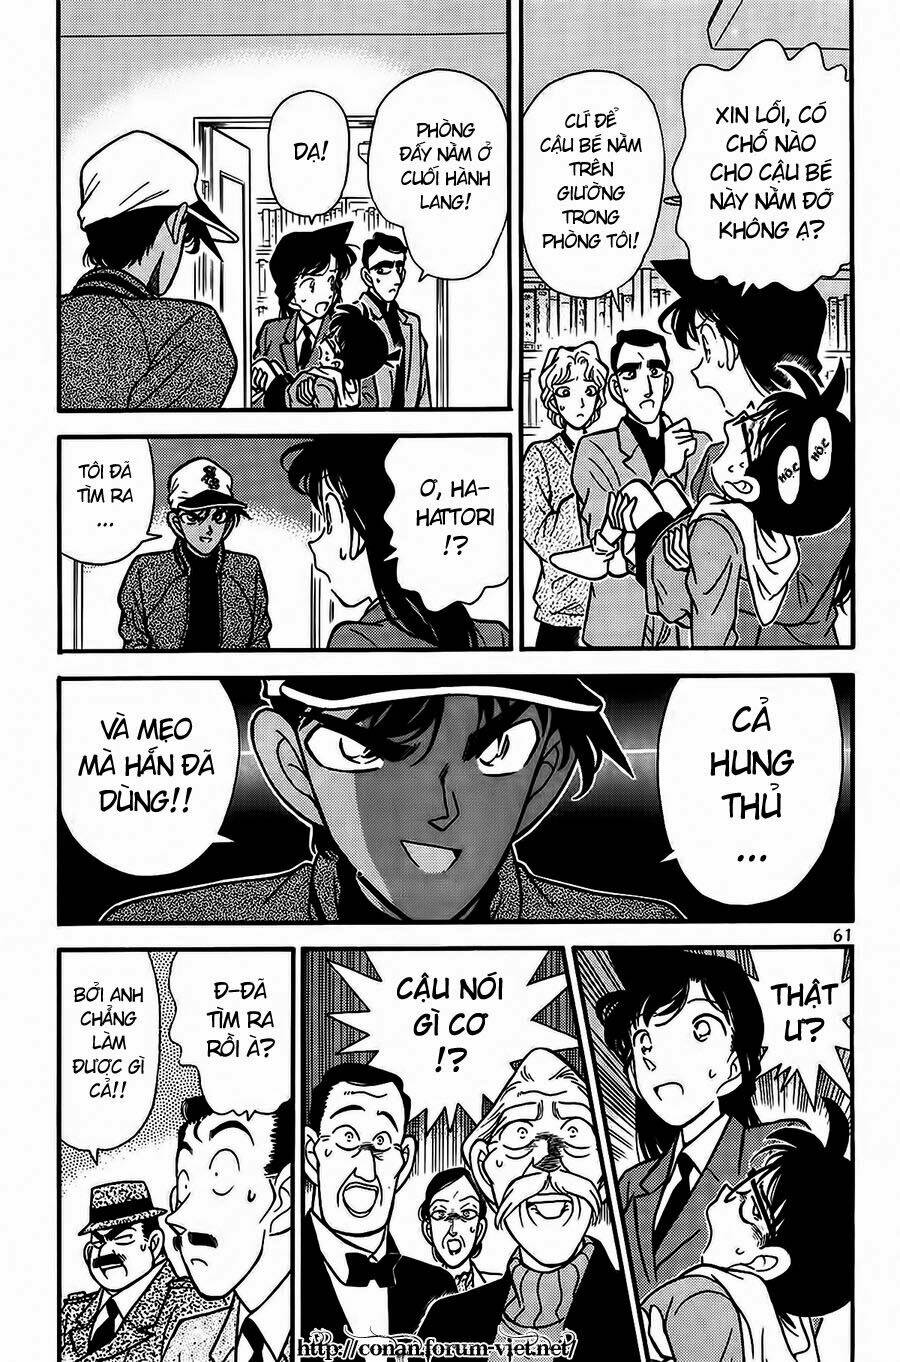 XIN LỖI, CÓ
CHỖ NÀO
CHO CẬU BÉ
NÀY NẰM ĐỠ
KHÔNG Ạ?
CỨ ĐỂ
CẬU BÉ NẰM
TRÊN
GIƯỜNG
TRONG
PHÒNG TÔI!
HỘC
HỘC
PHÒNG
ĐẤY NẰM Ở
CUỐI HÀNH
LANG!
DẠ!
Ơ, HA-
HATTORI
!?
TÔI ĐÃ
TÌM RA
...
CẢ
HUNG
THỦ
...
VÀ MẸO
MÀ HẮN ĐÃ
DÙNG!!
61
THẬT
Ư?
CẬU NÓI
GÌ CƠ
!?
Đ-ĐÃ
TÌM RA
RỒI À?
BỞI ANH
CHẲNG
LÀM
ĐƯỢC GÌ
CẢ!!
http://conan.forum-viet.net/